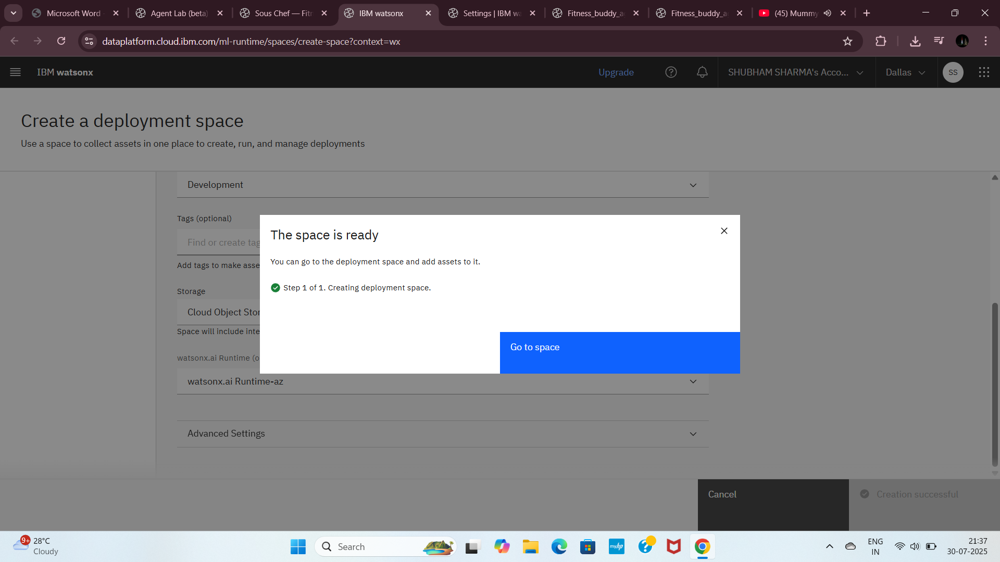 Microsoft Word
Agent Lab (beta)
Sous Chef — Fitn
IBM watsonx
Settings | IBM wa
Fitness_buddy_a
Fitness_buddy_a
(45) Mummy
dataplatform.cloud.ibm.com/ml-runtime/spaces/create-space?context=wx
IBM watsonx
Upgrade
SHUBHAM SHARMA's Acco...
Dallas
SS
Create a deployment space
Use a space to collect assets in one place to create, run, and manage deployments
Development
Tags (optional)
Find or create tag
Add tags to make asse
Storage
Cloud Object Stor
Space will include inte
watsonx.ai Runtime (o
watsonx.ai Runtime-az
Advanced Settings
The space is ready
You can go to the deployment space and add assets to it.
Step 1 of 1. Creating deployment space.
Go to space
Cancel
Creation successful
9+
28°C
Cloudy
Search
myhp
ENG
IN
21:37
30-07-2025